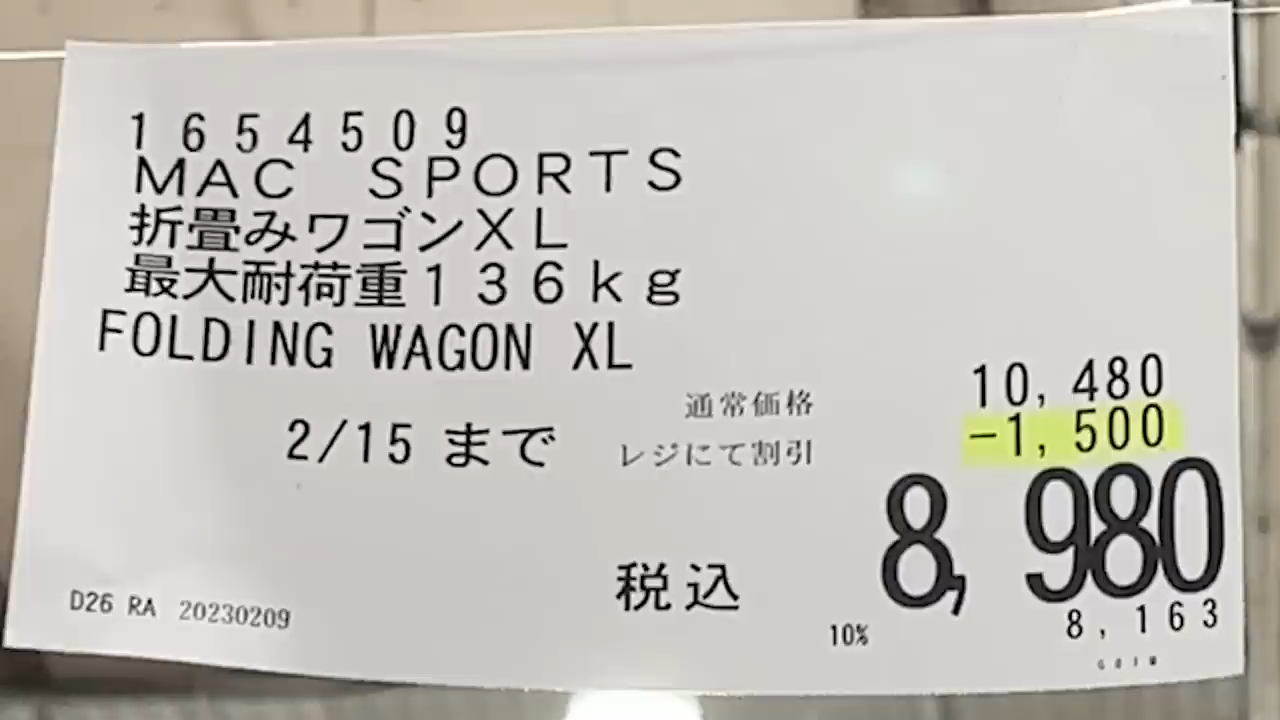 1654509
MAC SPORTS
折畳みワゴンXL
最大耐荷重136kg
FOLDING WAGON XL
通常価格 10,480
2/15 まで レジにて割引 -1,500
税込 8,980
10% 8,163
D26 RA 20230209